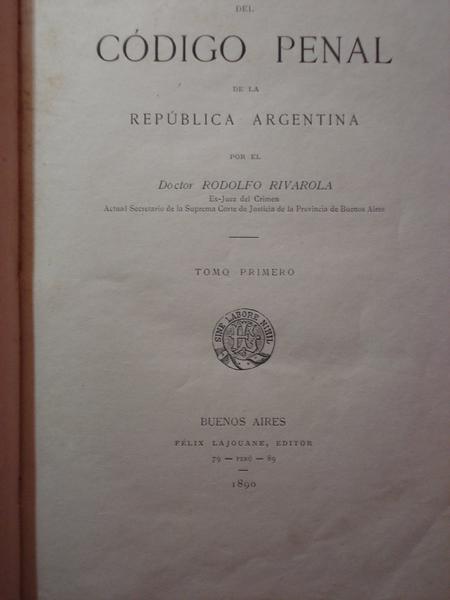 DEL
CÓDIGO PENAL
DE LA
REPÚBLICA ARGENTINA
POR EL
Doctor RODOLFO RIVAROLA
Ex-Juez del Crimen
Actual Secretario de la Suprema Corte de Justicia de la Provincia de Buenos Aires
TOMO PRIMERO
SINE LABORE NIHIL
BUENOS AIRES
FÉLIX LAJOUANE, EDITOR
79 — PERÚ — 89
1890